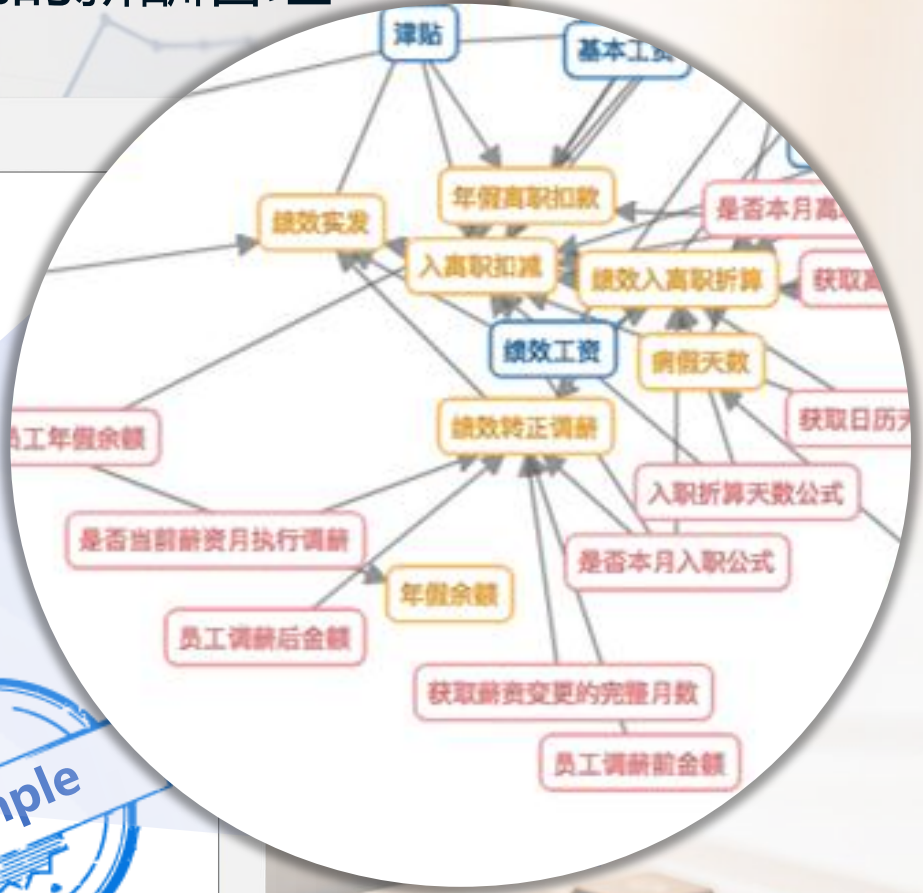 津贴
基本工资
年假离职扣款
是否本月离
绩效实发
入离职扣减
绩效入离职折算
获取离
绩效工资
病假天数
获取日历天
绩效转正调薪
员工年假余额
入职折算天数公式
是否当前薪资月执行调薪
是否本月入职公式
年假余额
员工调薪后金额
获取薪资变更的完整月数
员工调薪前金额
mple